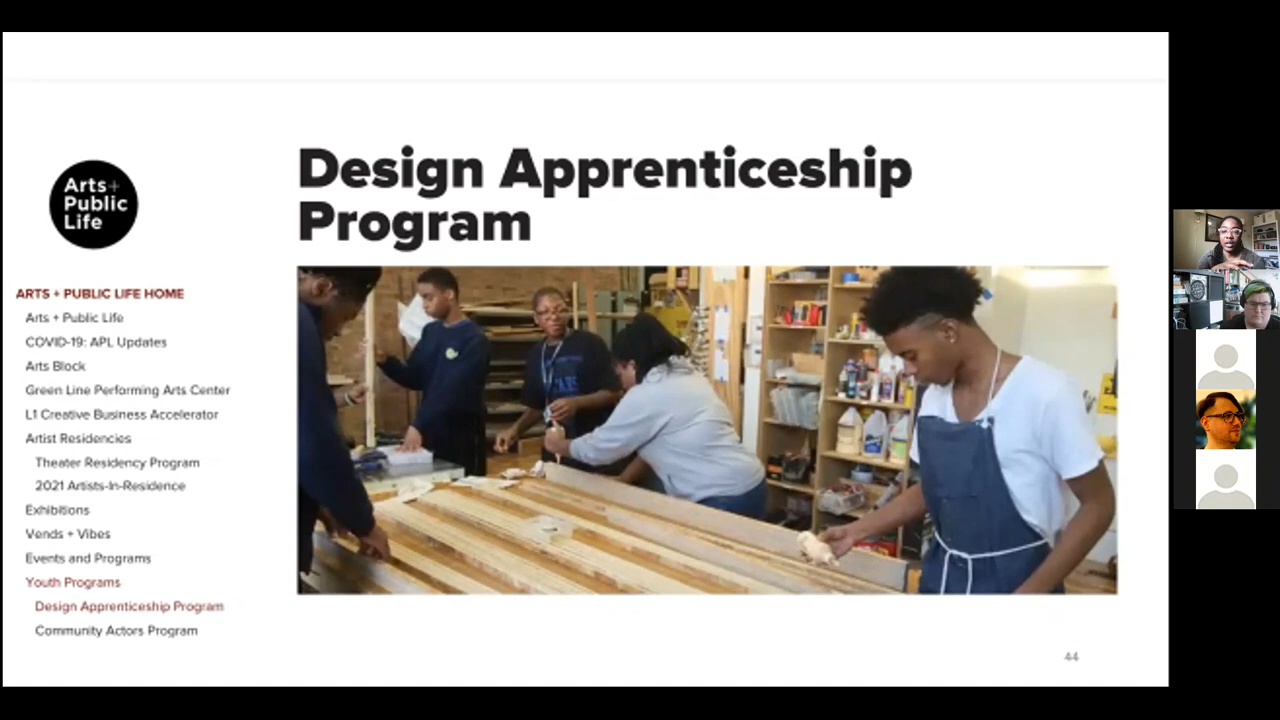 Arts+
Public
Life
ARTS + PUBLIC LIFE HOME
Arts + Public Life
COVID-19: APL Updates
Arts Block
Green Line Performing Arts Center
L1 Creative Business Accelerator
Artist Residencies
Theater Residency Program
2021 Artists-In-Residence
Exhibitions
Vends + Vibes
Events and Programs
Youth Programs
Design Apprenticeship Program
Community Actors Program
Design Apprenticeship
Program
44